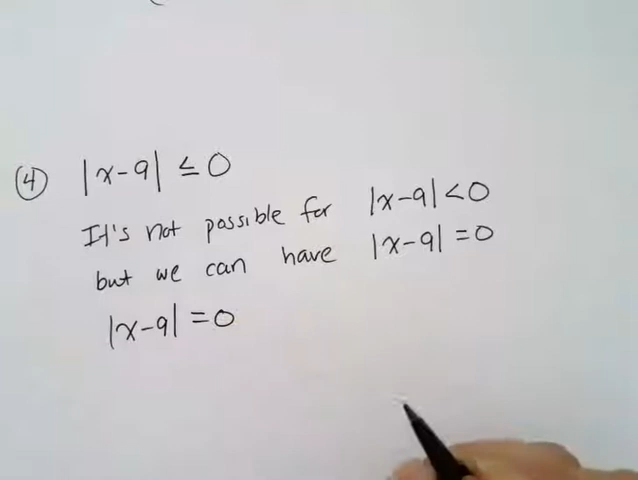 ④ |x-9| ≤ 0
It's not possible for |x-9| < 0
but we can have |x-9| = 0
|x-9| = 0